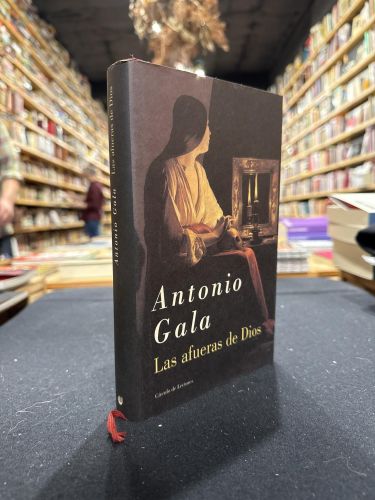 Antonio
Gala
Las afueras de Dios
Círculo de Lectores
Antonio Gala   Las afueras de Dios